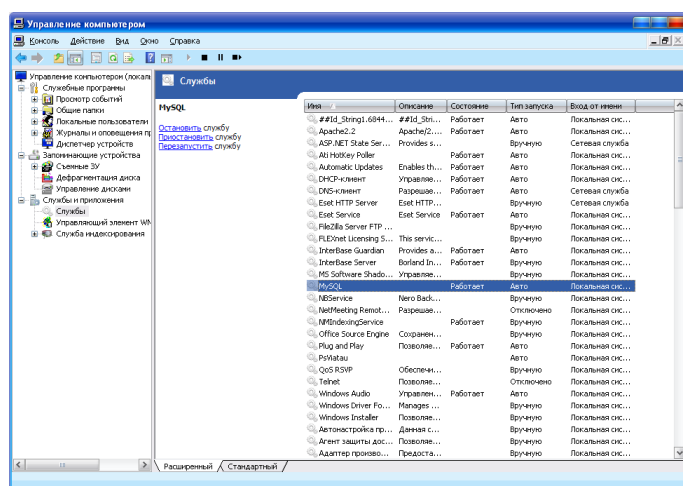 Управление компьютером
Консоль Действие Вид Окно Справка
Управление компьютером (локаль
Служебные программы
Просмотр событий
Общие папки
Локальные пользователи
Журналы и оповещения пр
Диспетчер устройств
Запоминающие устройства
Съемные ЗУ
Дефрагментация диска
Управление дисками
Службы и приложения
Службы
Управляющий элемент WM
Служба индексирования
Службы
MySQL
Остановить службу
Приостановить службу
Перезапустить службу
Имя Описание Состояние Тип запуска Вход от имени
##Id_String1.6844... ##Id_Stri... Работает Авто Локальная сис...
Apache2.2 Apache/2.... Работает Авто Локальная сис...
ASP.NET State Ser... Provides s... Вручную Сетевая служба
Ati HotKey Poller Работает Авто Локальная сис...
Automatic Updates Enables th... Работает Авто Локальная сис...
DHCP-клиент Управляе... Работает Авто Локальная сис...
DNS-клиент Разрешае... Работает Авто Сетевая служба
Eset HTTP Server Eset HTTP... Вручную Сетевая служба
Eset Service Eset Service Работает Авто Локальная сис...
FileZilla Server FTP ... Вручную Локальная сис...
FLEXnet Licensing S... This servic... Вручную Локальная сис...
InterBase Guardian Provides a... Работает Авто Локальная сис...
InterBase Server Borland In... Работает Вручную Локальная сис...
MS Software Shado... Управляе... Вручную Локальная сис...
MySQL Работает Авто Локальная сис...
NBService Nero Back... Вручную Локальная сис...
NetMeeting Remot... Разрешае... Отключено Локальная сис...
NMIndexingService Работает Вручную Локальная сис...
Office Source Engine Сохранен... Вручную Локальная сис...
Plug and Play Позволяе... Работает Авто Локальная сис...
PsViatau Авто Локальная сис...
QoS RSVP Обеспечи... Вручную Локальная сис...
Telnet Позволяе... Отключено Локальная сис...
Windows Audio Управлен... Работает Авто Локальная сис...
Windows Driver Fo... Manages ... Вручную Локальная сис...
Windows Installer Позволяе... Вручную Локальная сис...
Автонастройка пр... Данная с... Вручную Локальная сис...
Агент защиты дос... Позволяе... Вручную Локальная сис...
Адаптер произво... Предоста... Вручную Локальная сис...
Расширенный Стандартный